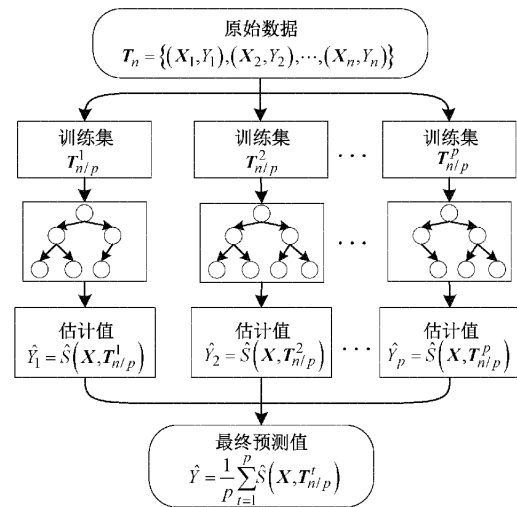 原始数据
T_n = {(X_1,Y_1),(X_2,Y_2),⋯,(X_n,Y_n)}
训练集 训练集 训练集
T^1_{n/p} T^2_{n/p} ··· T^p_{n/p}
···
估计值 估计值 估计值
Ŷ_1 = Ŝ(X,T^1_{n/p}) Ŷ_2 = Ŝ(X,T^2_{n/p}) ··· Ŷ_p = Ŝ(X,T^p_{n/p})
最终预测值
Ŷ = \frac{1}{p} \sum_{t=1}^{p} Ŝ(X,T^t_{n/p})